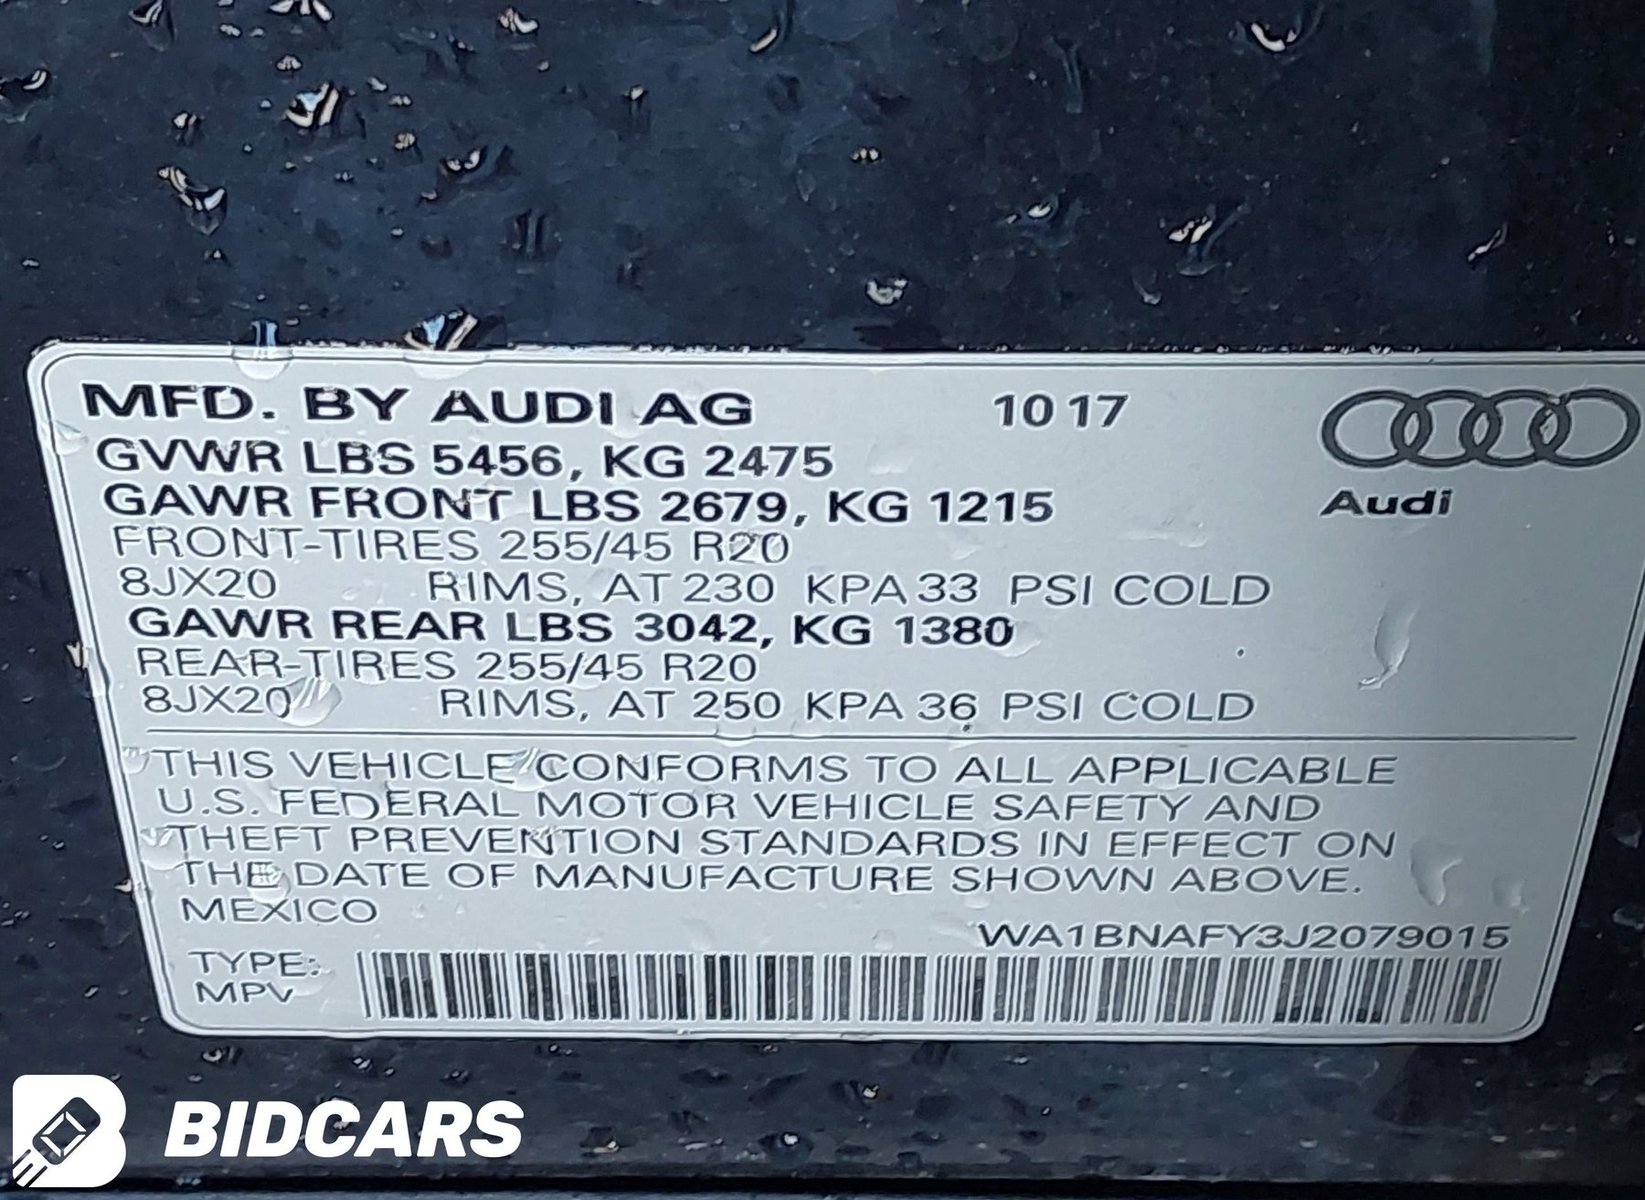 MFD. BY AUDI AG 10 17
GVWR LBS 5456, KG 2475
GAWR FRONT LBS 2679, KG 1215
Audi
FRONT-TIRES 255/45 R20
8JX20 RIMS, AT 230 KPA 33 PSI COLD
GAWR REAR LBS 3042, KG 1380
REAR-TIRES 255/45 R20
8JX20 RIMS, AT 250 KPA 36 PSI COLD
THIS VEHICLE CONFORMS TO ALL APPLICABLE
U.S. FEDERAL MOTOR VEHICLE SAFETY AND
THEFT PREVENTION STANDARDS IN EFFECT ON
THE DATE OF MANUFACTURE SHOWN ABOVE.
MEXICO
WA1BNAFY3J2079015
TYPE:
MPV
BIDCARS